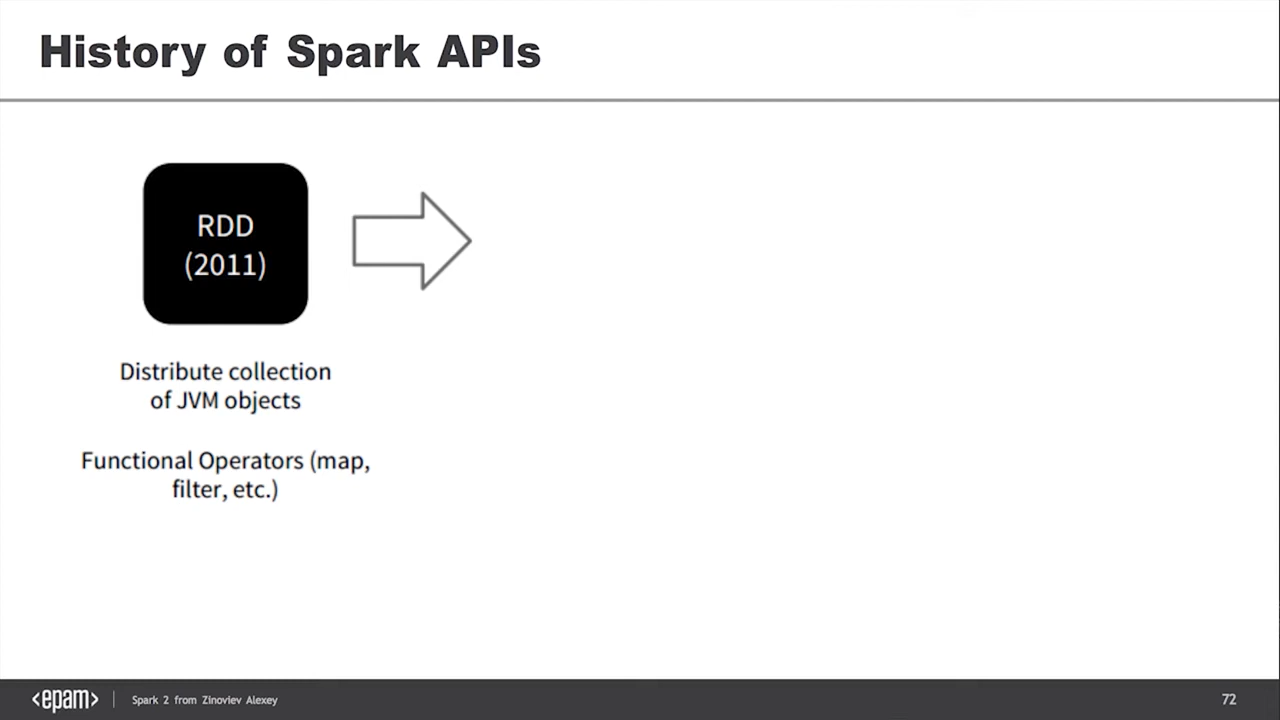 History of Spark APIs
RDD
(2011)
Distribute collection
of JVM objects
Functional Operators (map,
filter, etc.)
<epam>
Spark 2 from Zinoviev Alexey
72